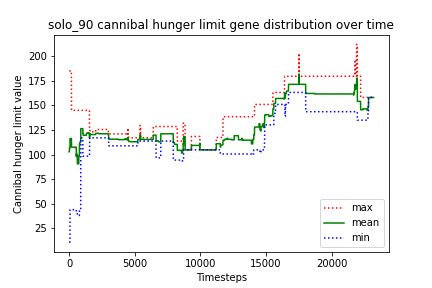 solo_90 cannibal hunger limit gene distribution over time
Cannibal hunger limit value
200
175
150
125
100
75
50
25
0
5000
10000
15000
20000
Timesteps
max
mean
min